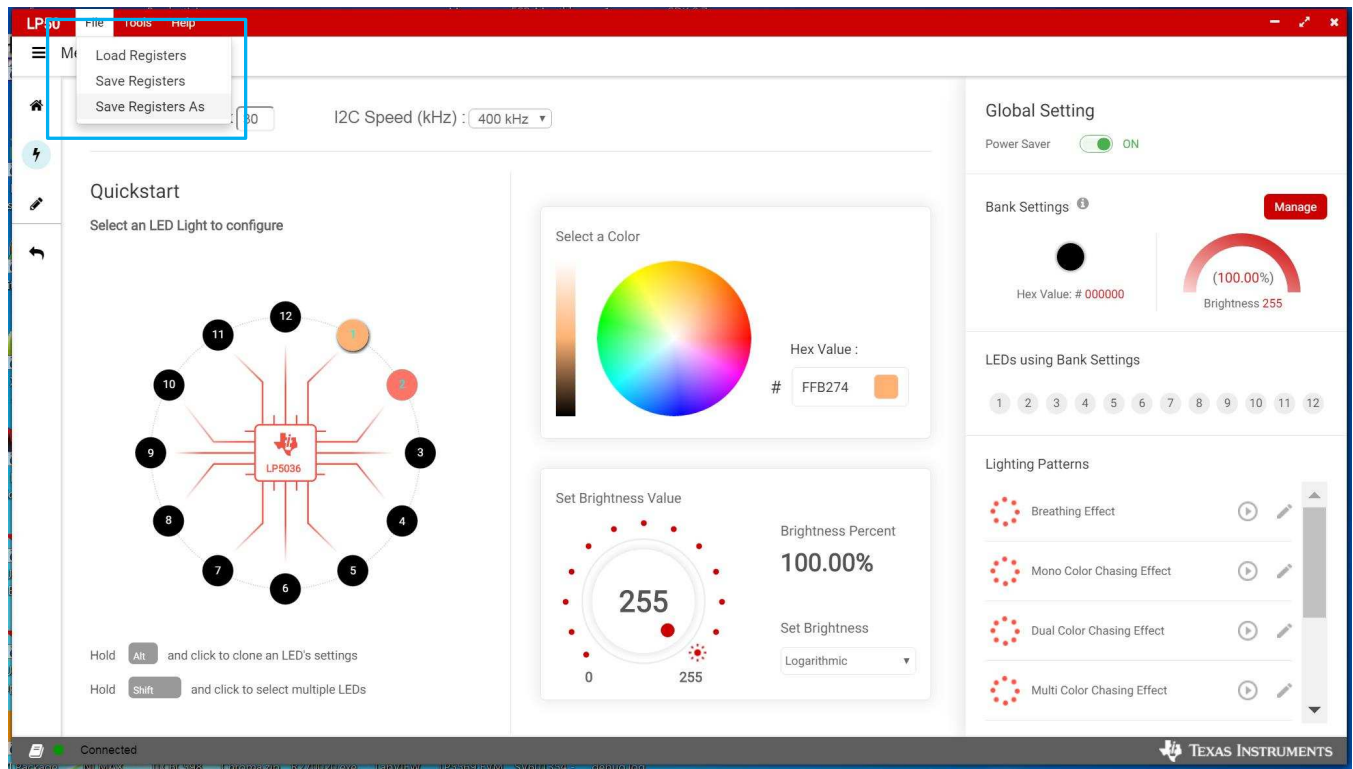 LP50 File Tools Help
Me
Load Registers
Save Registers
Save Registers As
: 30 I2C Speed (kHz) : 400 kHz
Quickstart
Select an LED Light to configure
12
11
1
10
2
9
3
LP5036
8
4
7
5
6
Hold Alt and click to clone an LED's settings
Hold Shift and click to select multiple LEDs
Select a Color
Hex Value :
# FFB274
Set Brightness Value
255
0 255
Brightness Percent
100.00%
Set Brightness
Logarithmic
Global Setting
Power Saver ON
Bank Settings Manage
Hex Value: # 000000
(100.00%)
Brightness 255
LEDs using Bank Settings
1 2 3 4 5 6 7 8 9 10 11 12
Lighting Patterns
Breathing Effect
Mono Color Chasing Effect
Dual Color Chasing Effect
Multi Color Chasing Effect
Connected
TEXAS INSTRUMENTS